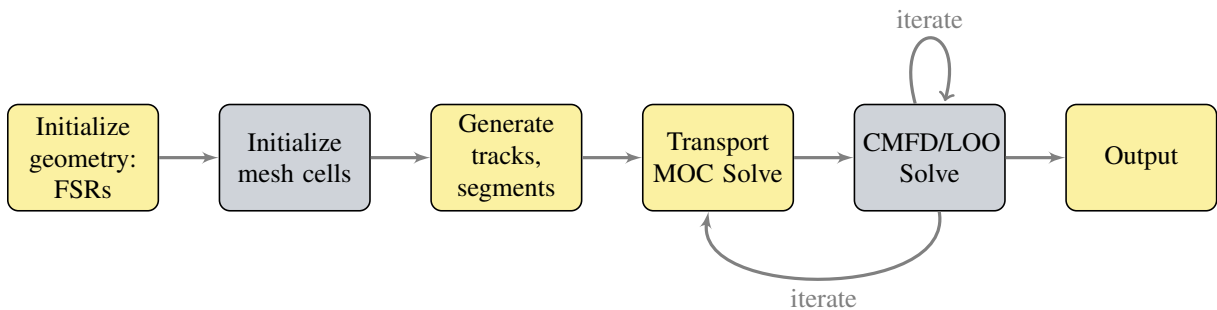 iterate
Initialize
geometry:
FSRs
Initialize
mesh cells
Generate
tracks,
segments
Transport
MOC Solve
CMFD/LOO
Solve
Output
iterate